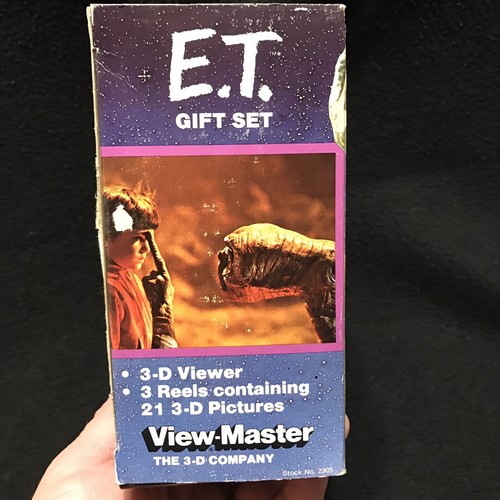 E.T.
GIFT SET
• 3-D Viewer
• 3 Reels containing
21 3-D Pictures
View-Master
THE 3-D COMPANY
Stock No. 2305